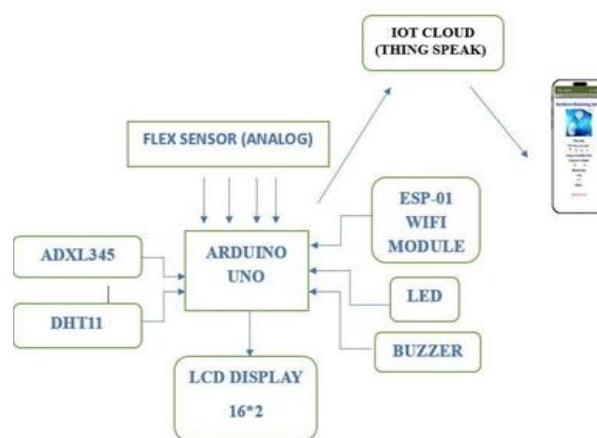 IOT CLOUD
(THING SPEAK)
FLEX SENSOR (ANALOG)
ESP-01
WIFI
MODULE
ADXL345
ARDUINO
UNO
LED
DHT11
BUZZER
LCD DISPLAY
16*2